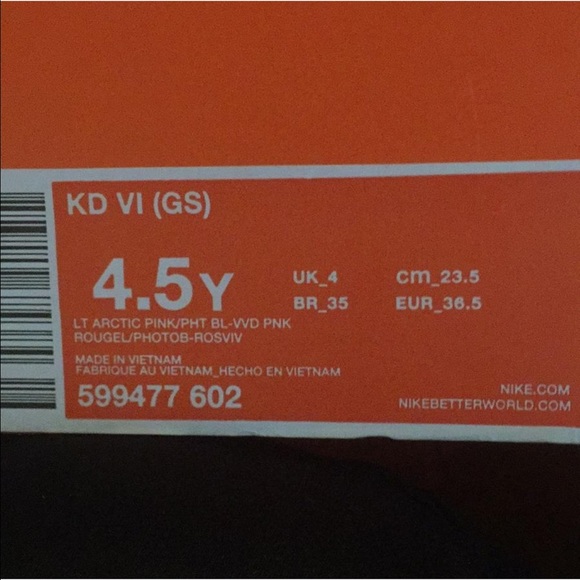 KD VI (GS)
4.5Y
UK_4 cm_23.5
BR_35 EUR_36.5
LT ARCTIC PINK/PHT BL-VVD PNK
ROUGEL/PHOTOB-ROSVIV
MADE IN VIETNAM
FABRIQUE AU VIETNAM_HECHO EN VIETNAM
599477 602
NIKE.COM
NIKEBETTERWORLD.COM